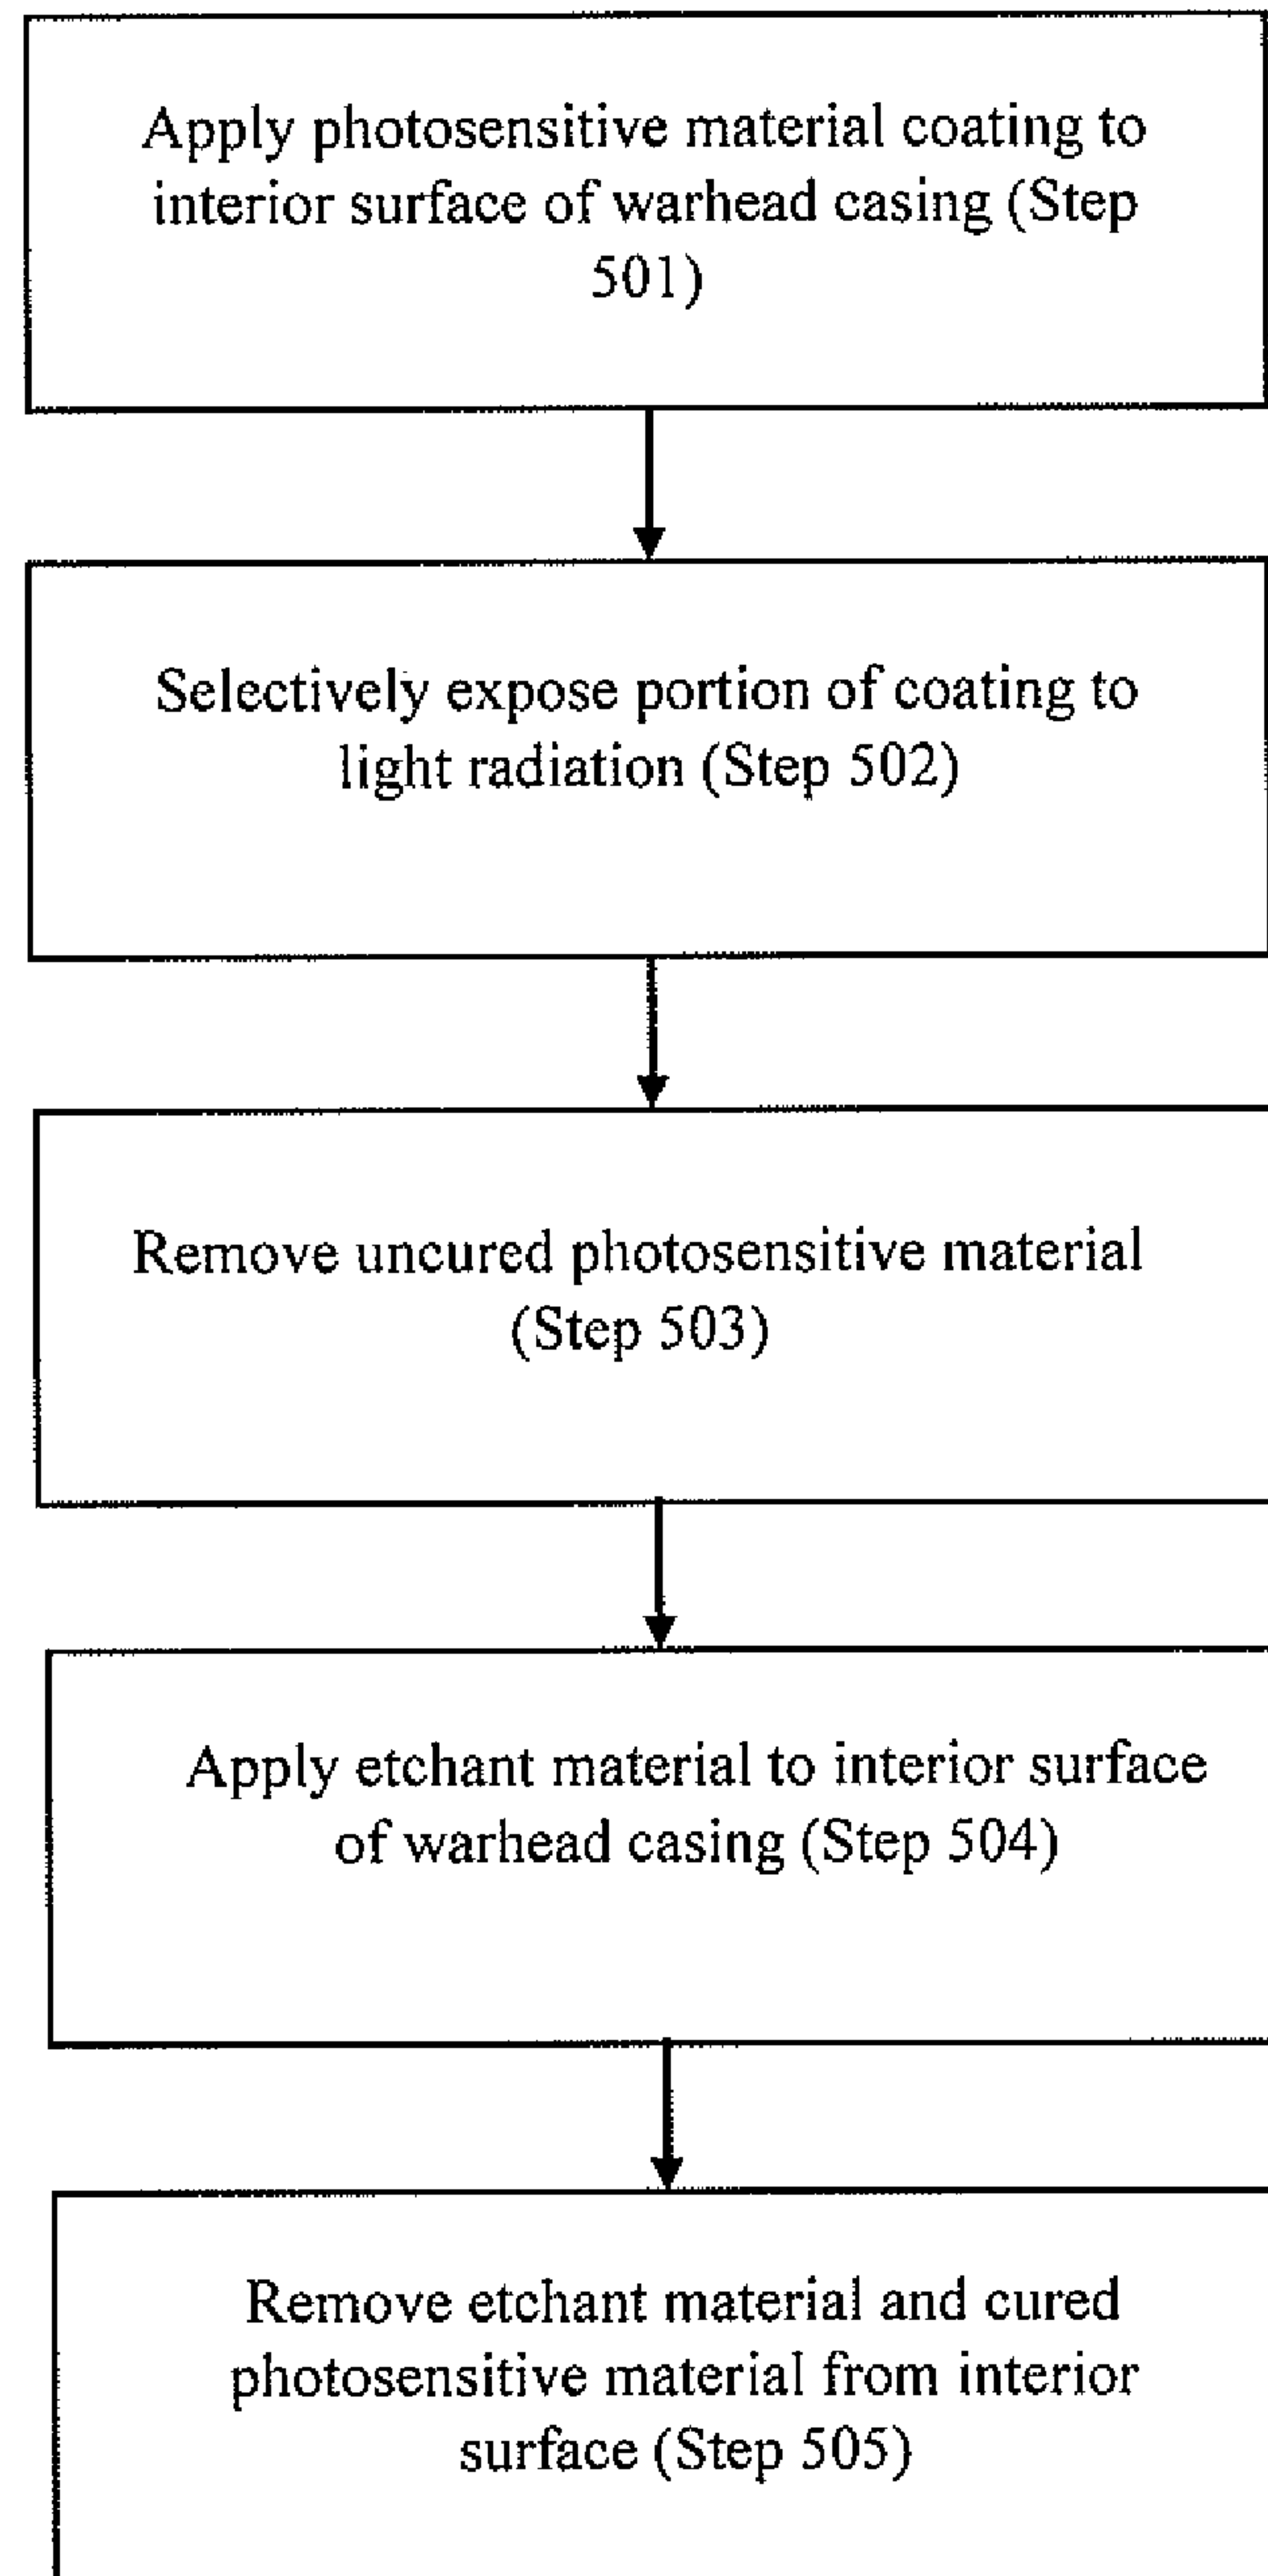 Apply photosensitive material coating to
interior surface of warhead casing (Step
501)
Selectively expose portion of coating to
light radiation (Step 502)
Remove uncured photosensitive material
(Step 503)
Apply etchant material to interior surface
of warhead casing (Step 504)
Remove etchant material and cured
photosensitive material from interior
surface (Step 505)